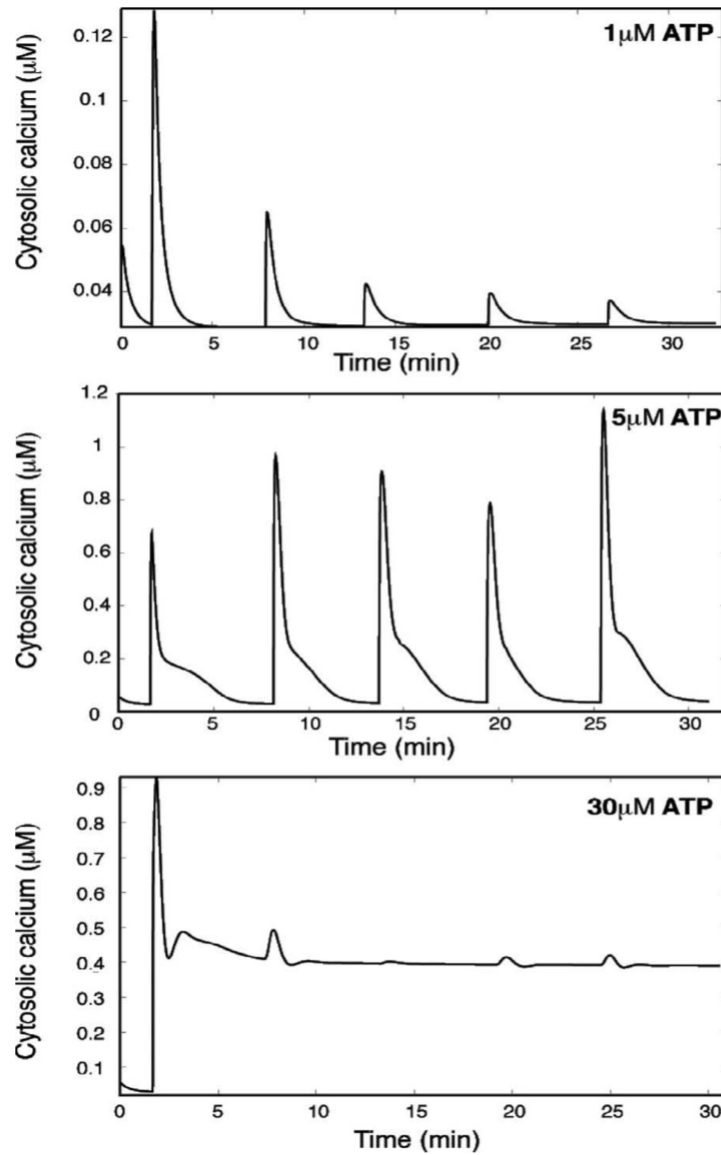 1μM ATP
Cytosolic calcium (μM)
0.12
0.1
0.08
0.06
0.04
0 5 10 15 20 25 30
Time (min)
5μM ATP
Cytosolic calcium (μM)
1.2
1
0.8
0.6
0.4
0.2
0
0 5 10 15 20 25 30
Time (min)
30μM ATP
Cytosolic calcium (μM)
0.9
0.8
0.7
0.6
0.5
0.4
0.3
0.2
0.1
0 5 10 15 20 25 30
Time (min)